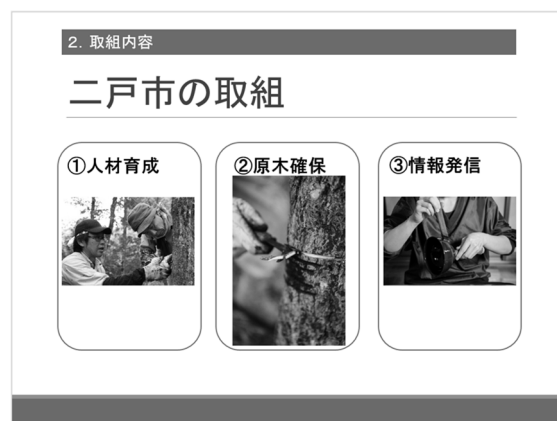 2. 取組内容
二戸市の取組
①人材育成
②原木確保
③情報発信